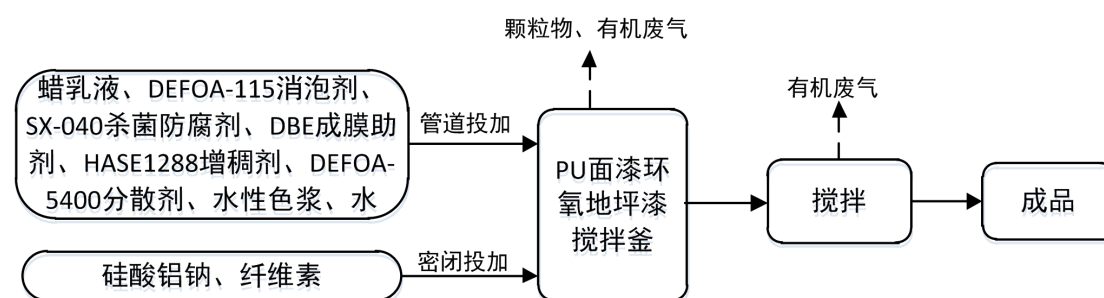 颗粒物、有机废气
蜡乳液、DEFOA-115消泡剂、
SX-040杀菌防腐剂、DBE成膜助
剂、HASE1288增稠剂、DEFOA-
5400分散剂、水性色浆、水
管道投加
硅酸铝钠、纤维素
密闭投加
PU面漆环
氧地坪漆
搅拌釜
有机废气
搅拌
成品